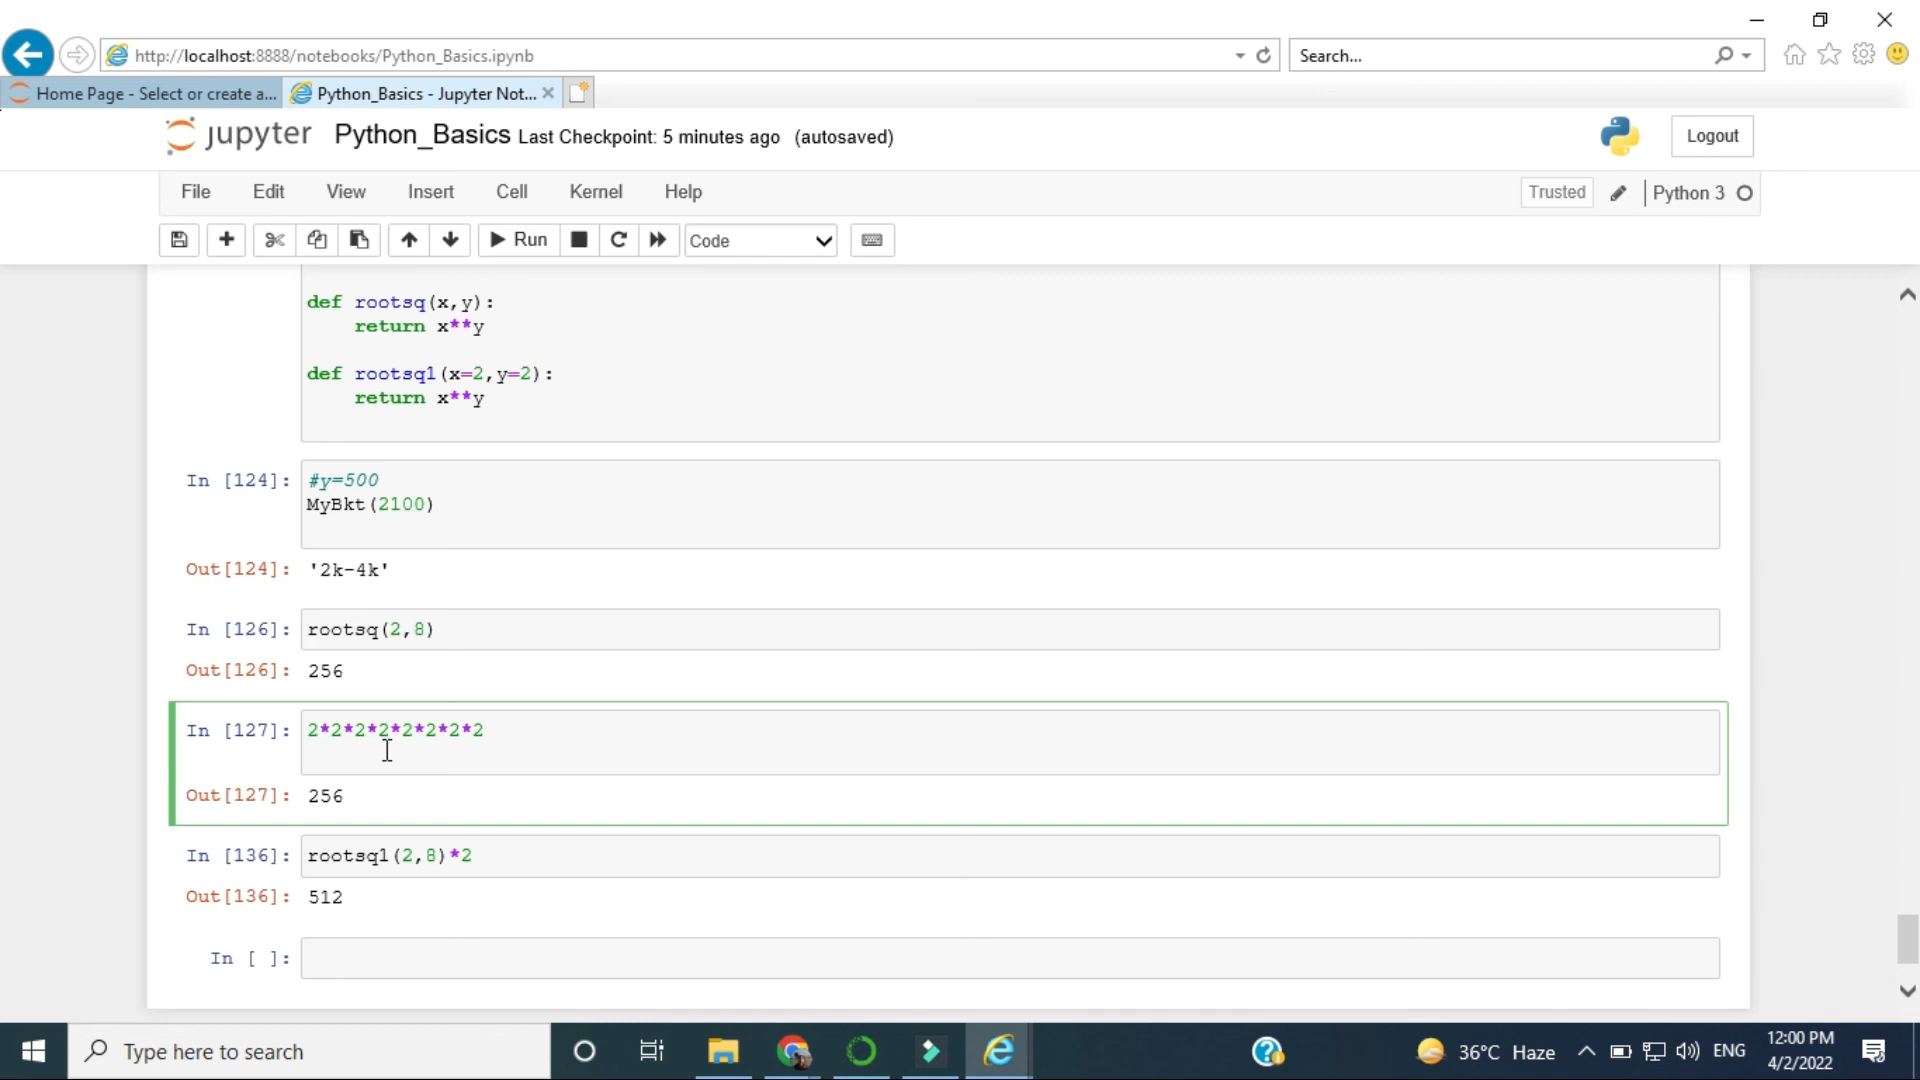 http://localhost:8888/notebooks/Python_Basics.ipynb
Search...
Home Page - Select or create a...
Python_Basics - Jupyter Not...
jupyter Python_Basics Last Checkpoint: 5 minutes ago (autosaved)
Logout
File Edit View Insert Cell Kernel Help
Trusted
Python 3
Run
Code
def rootsq(x,y):
    return x**y
def rootsq1(x=2,y=2):
    return x**y
In [124]: #y=500
MyBkt(2100)
Out[124]: '2k-4k'
In [126]: rootsq(2,8)
Out[126]: 256
In [127]: 2*2*2*2*2*2*2*2
Out[127]: 256
In [136]: rootsq1(2,8)*2
Out[136]: 512
In [ ]:
Type here to search
36°C Haze
ENG
12:00 PM
4/2/2022